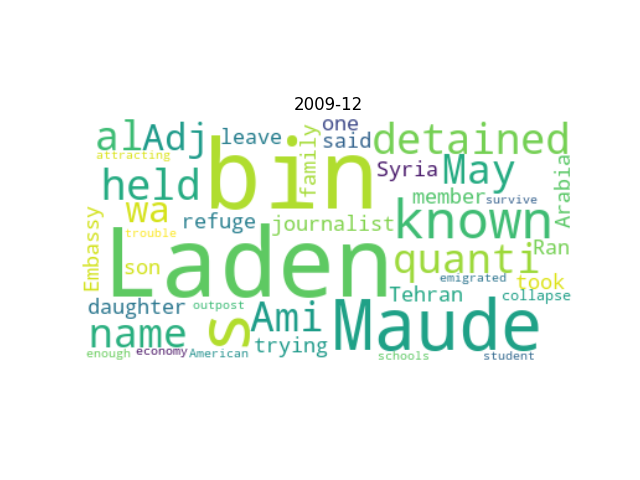 2009-12
al Adj leave one said detained
attracting family
held bin Syria May Arabia
wa refuge journalist member survive
Embassy trouble known
son Laden quanti Ran
emigrated took
daughter outpost Tehran collapse
name s Ami Maude
trying
enough economy American schools student